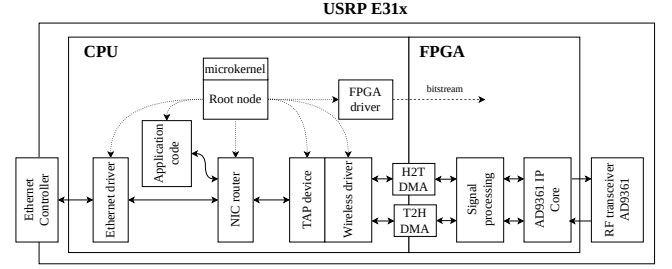 USRP E31x
CPU
FPGA
microkernel
Root node
FPGA
driver
bitstream
Application
code
Ethernet
Controller
Ethernet driver
NIC router
TAP device
Wireless driver
H2T
DMA
T2H
DMA
Signal
processing
AD9361 IP
Core
RF transceiver
AD9361